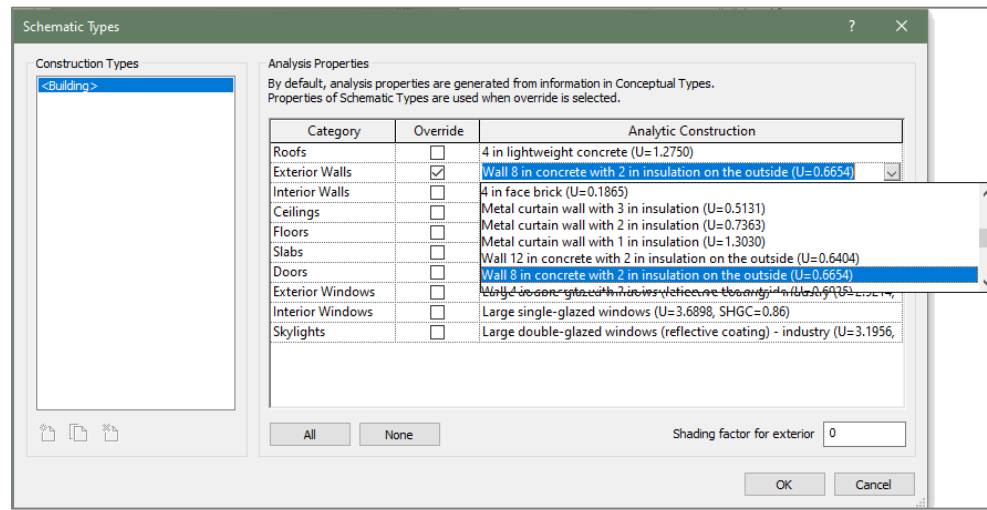 Schematic Types
Construction Types
<Building>
Analysis Properties
By default, analysis properties are generated from information in Conceptual Types.
Properties of Schematic Types are used when override is selected.
Category Override Analytic Construction
Roofs 4 in lightweight concrete (U=1.2750)
Exterior Walls Wall 8 in concrete with 2 in insulation on the outside (U=0.6654)
Interior Walls 4 in face brick (U=0.1865)
Ceilings Metal curtain wall with 3 in insulation (U=0.5131)
Metal curtain wall with 2 in insulation (U=0.7363)
Floors Metal curtain wall with 1 in insulation (U=1.3030)
Slabs Wall 12 in concrete with 2 in insulation on the outside (U=0.6404)
Doors Wall 8 in concrete with 2 in insulation on the outside (U=0.6654)
Exterior Windows
Interior Windows Large single-glazed windows (U=3.6898, SHGC=0.86)
Skylights Large double-glazed windows (reflective coating) - industry (U=3.1956,
All None Shading factor for exterior 0
OK Cancel